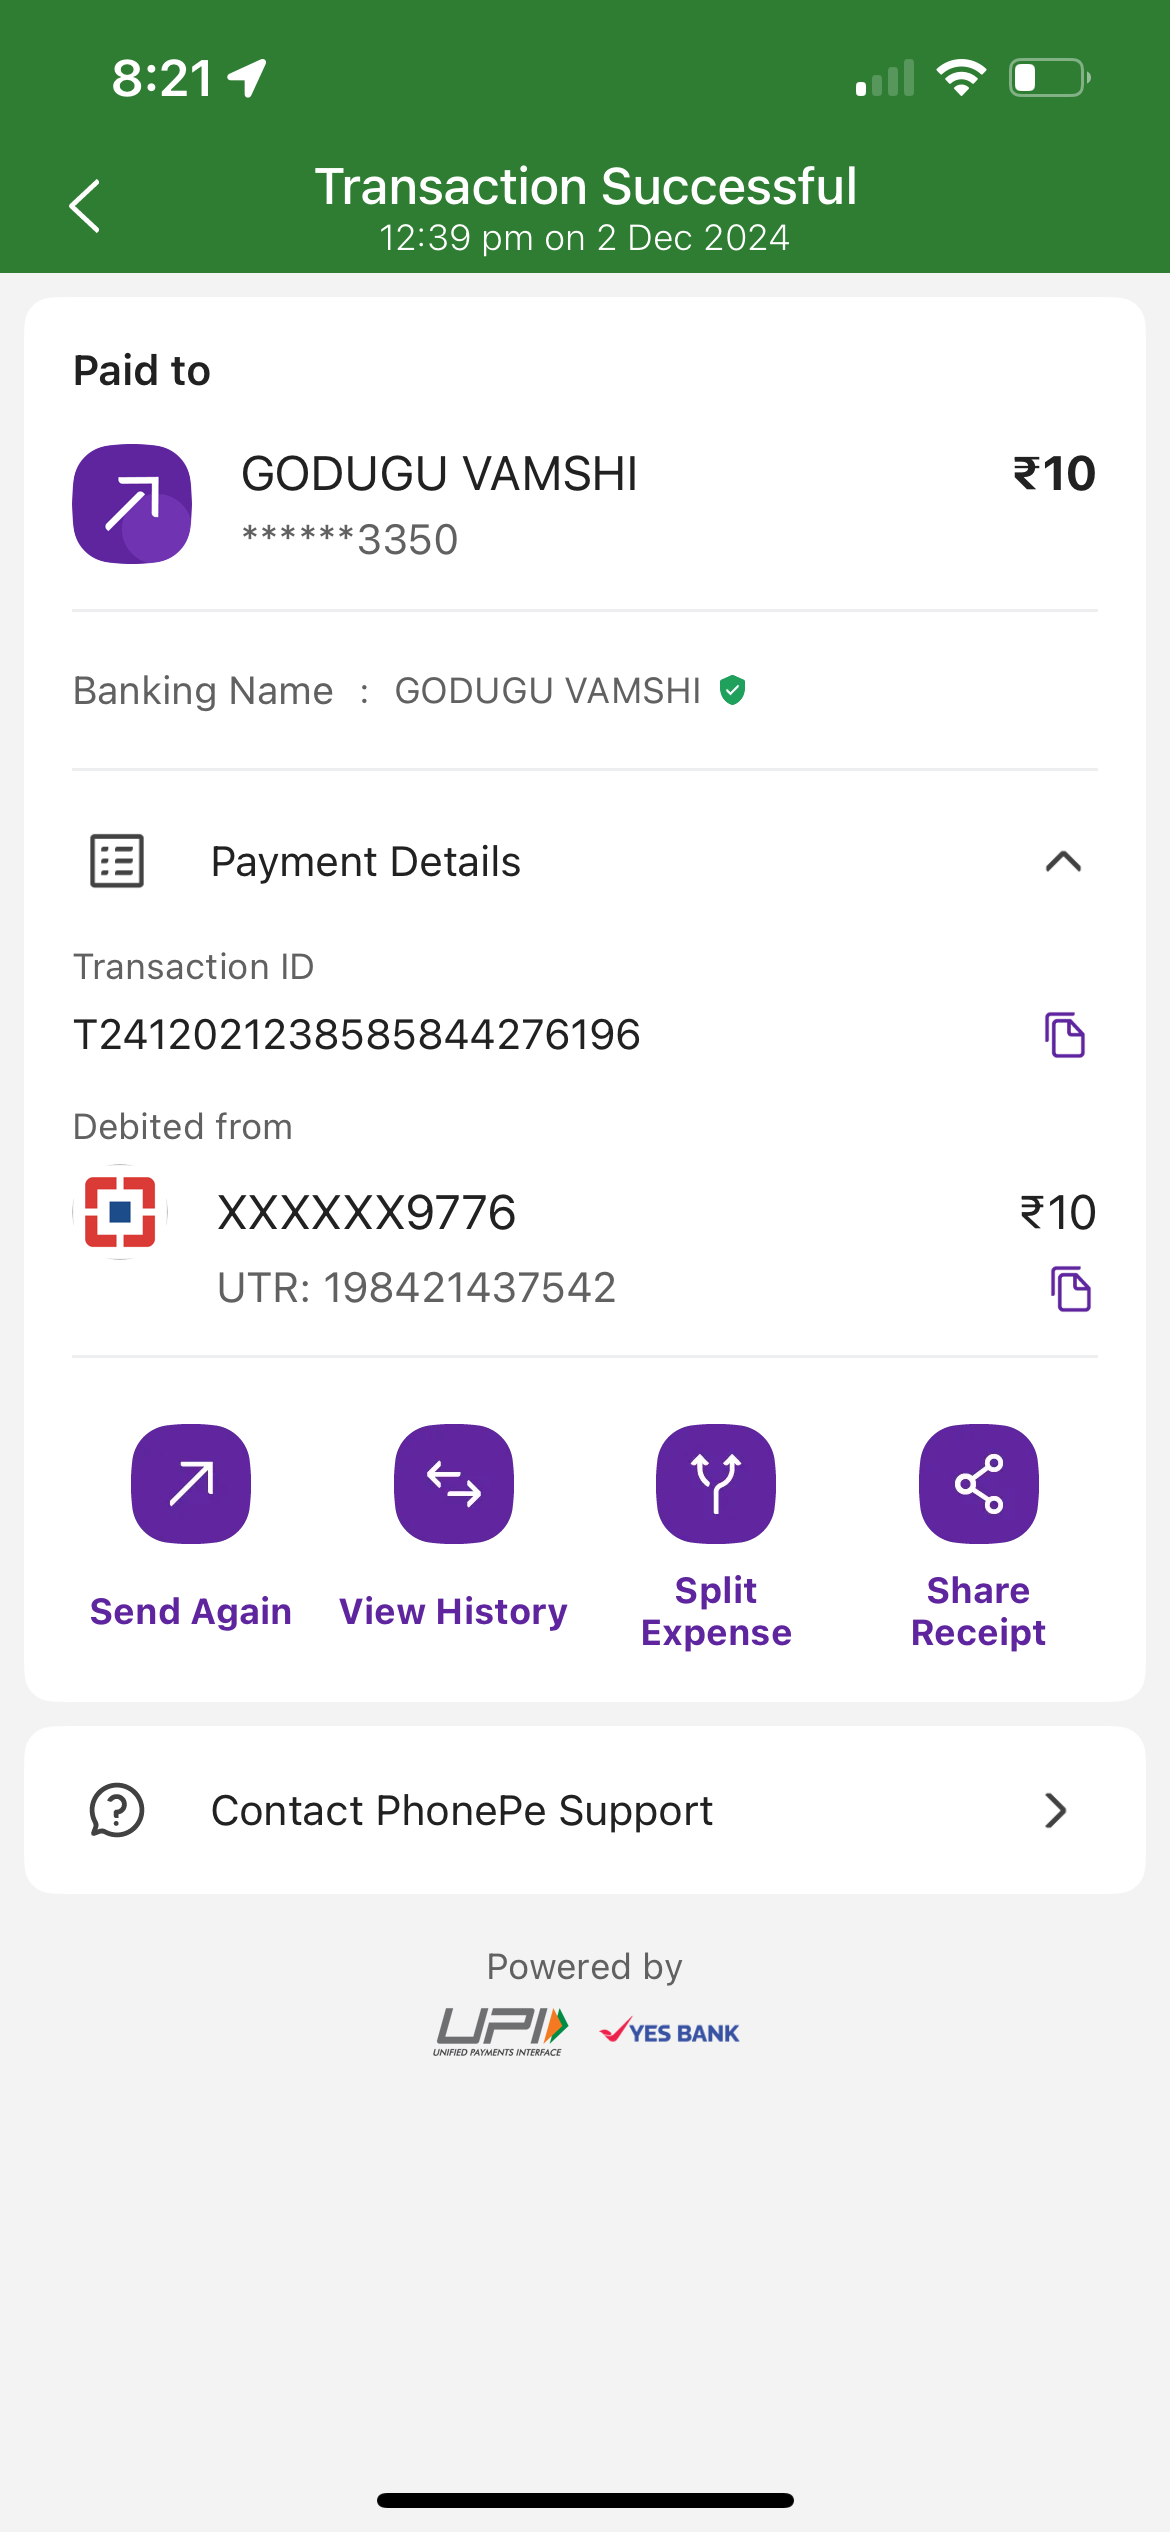 8:21
Transaction Successful
12:39 pm on 2 Dec 2024
Paid to
GODUGU VAMSHI ₹10
******3350
Banking Name : GODUGU VAMSHI
Payment Details
Transaction ID
T2412021238585844276196
Debited from
XXXXXX9776 ₹10
UTR: 198421437542
Send Again View History Split Expense Share Receipt
Contact PhonePe Support
Powered by
UPI YES BANK
UNIFIED PAYMENTS INTERFACE